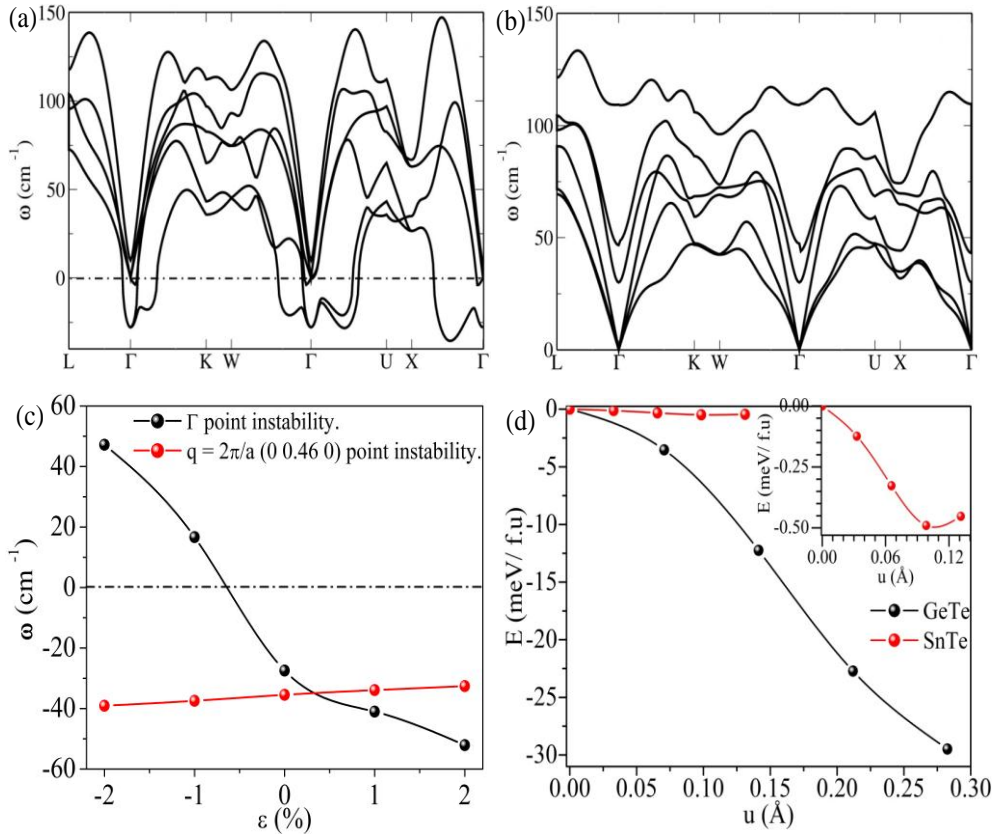 (a)
150
100
50
0
ω (cm⁻¹)
L Γ K W Γ U X Γ
(b)
150
100
50
0
ω (cm⁻¹)
L Γ K W Γ U X Γ
(c)
60
40
20
0
-20
-40
-60
ω (cm⁻¹)
Γ point instability.
q = 2π/a (0 0.46 0) point instability.
-2 -1 0 1 2
ε (%)
(d)
0
-5
-10
-15
-20
-25
-30
E (meV/ f.u)
0.00
-0.25
-0.50
E (meV/ f.u)
0.00 0.06 0.12
u (Å)
GeTe
SnTe
0.00 0.05 0.10 0.15 0.20 0.25 0.30
u (Å)